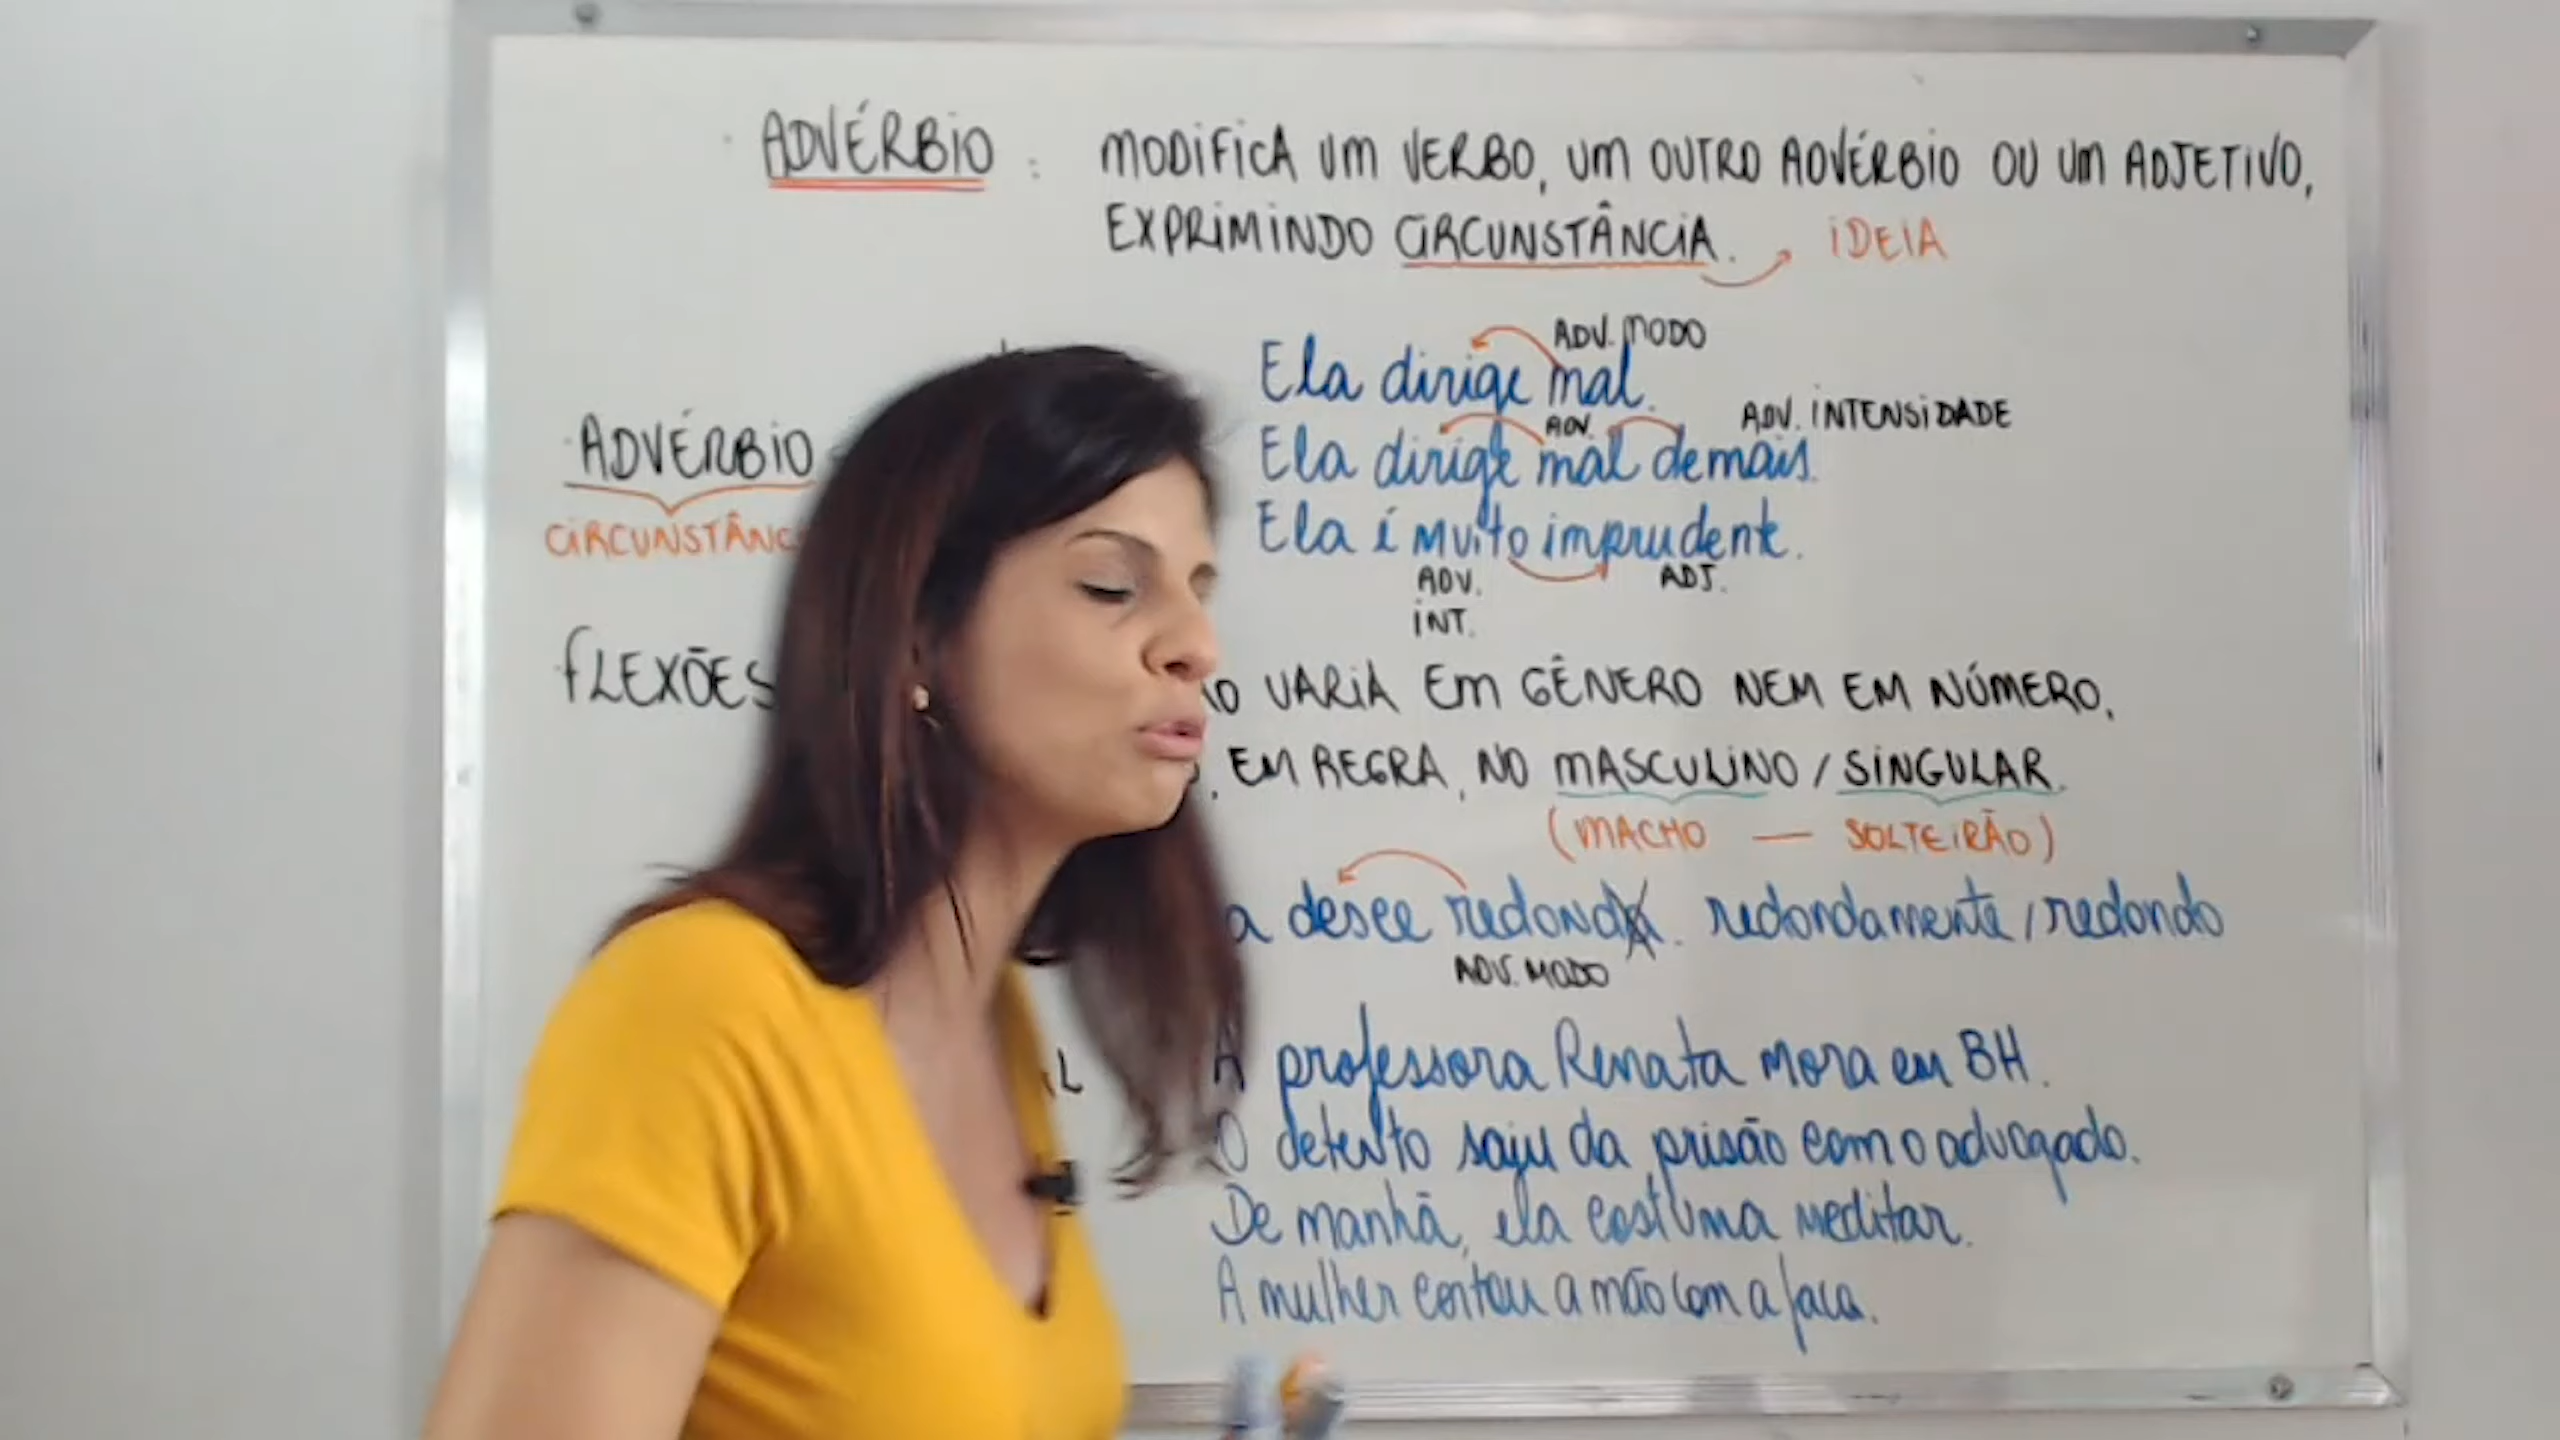 ADVÉRBIO : MODIFICA UM VERBO, UM OUTRO ADVÉRBIO OU UM ADJETIVO,
EXPRIMINDO CIRCUNSTÂNCIA. IDEIA
ADV. MODO
Ela dirige mal.
ADV. ADV. INTENSIDADE
ADVÉRBIO
Ela dirige mal demais.
CIRCUNSTÂNC
Ela é muito imprudente.
ADV. ADJ.
INT.
FLEXÕES
VARIA EM GÊNERO NEM EM NÚMERO,
EM REGRA, NO MASCULINO / SINGULAR.
(MACHO — SOLTEIRÃO)
a desce redonda. redondamente / redondo
ADV. MODO
A professora Renata mora em BH.
O detento saiu da prisão com o advogado.
De manhã, ela costuma meditar.
A mulher cortou a mão com a faca.